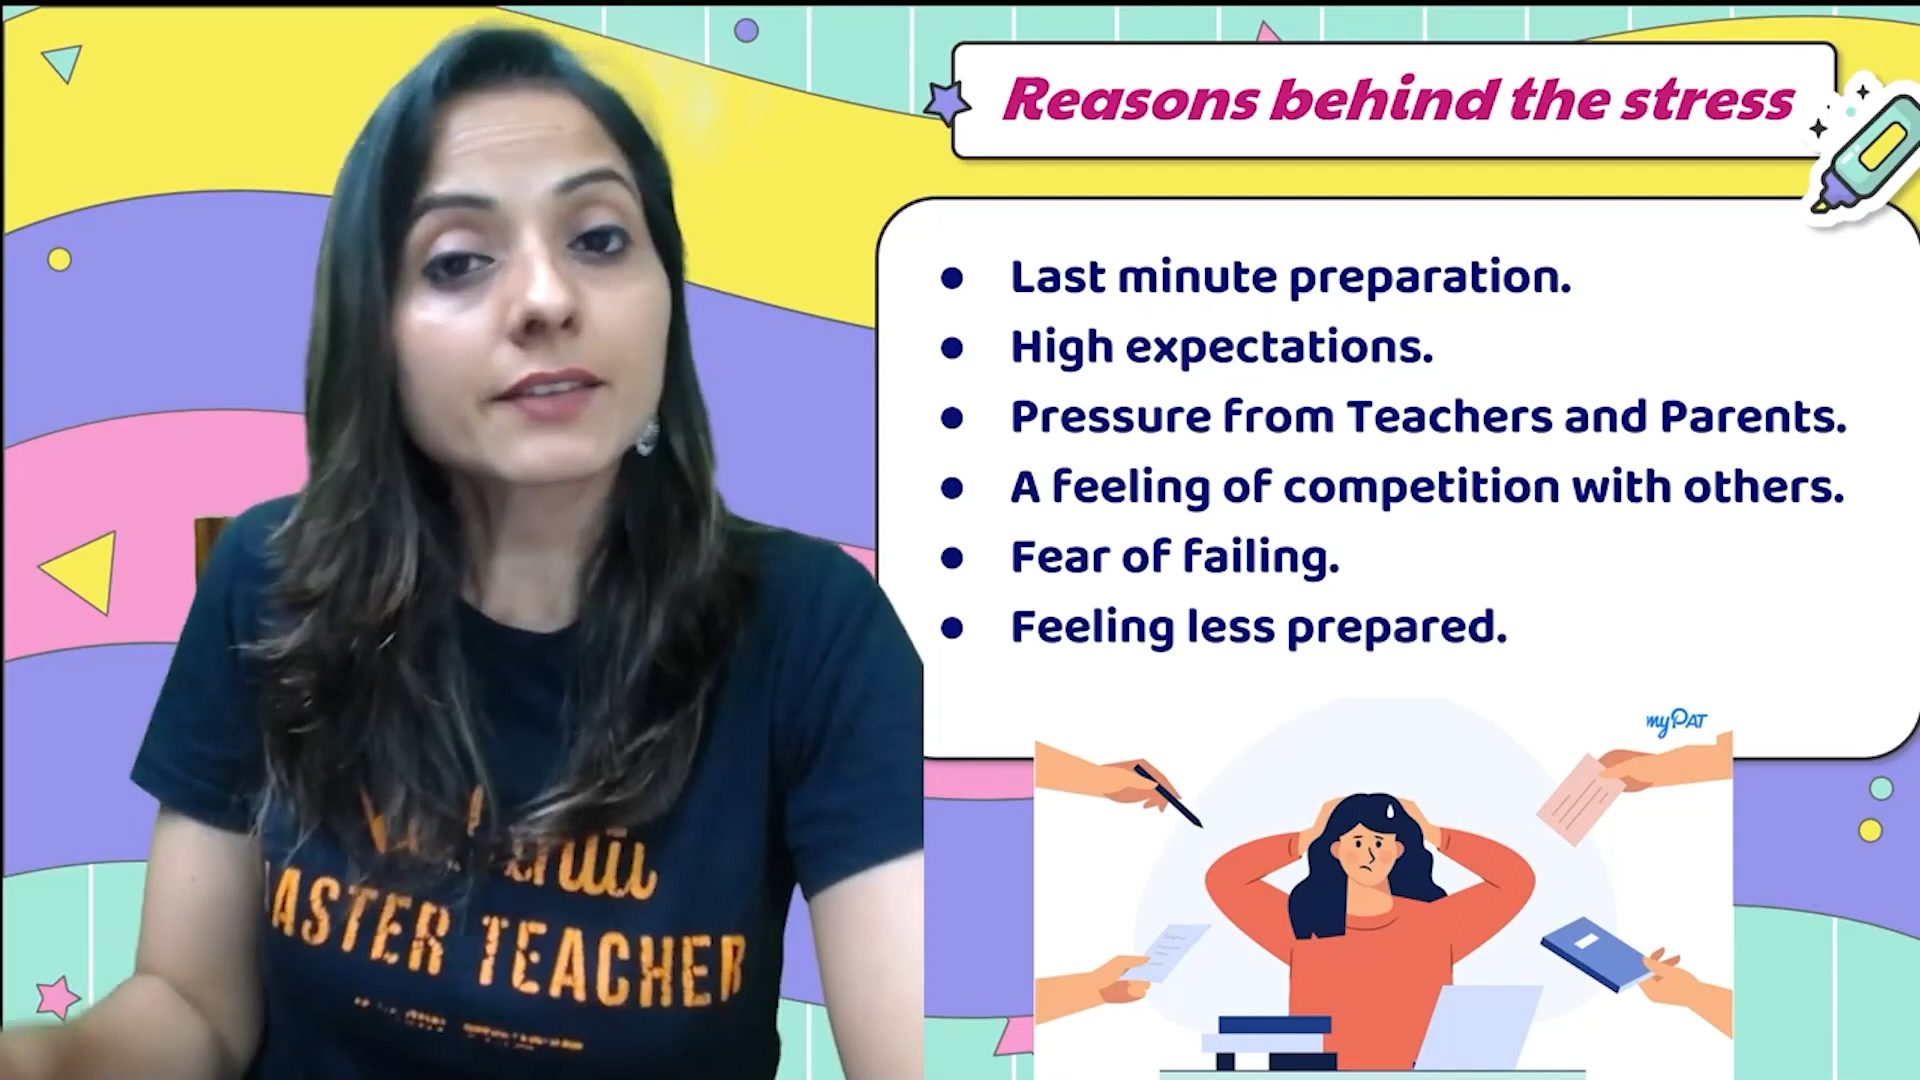 Reasons behind the stress
● Last minute preparation.
● High expectations.
● Pressure from Teachers and Parents.
● A feeling of competition with others.
● Fear of failing.
● Feeling less prepared.
myPAT
MASTER TEACHER